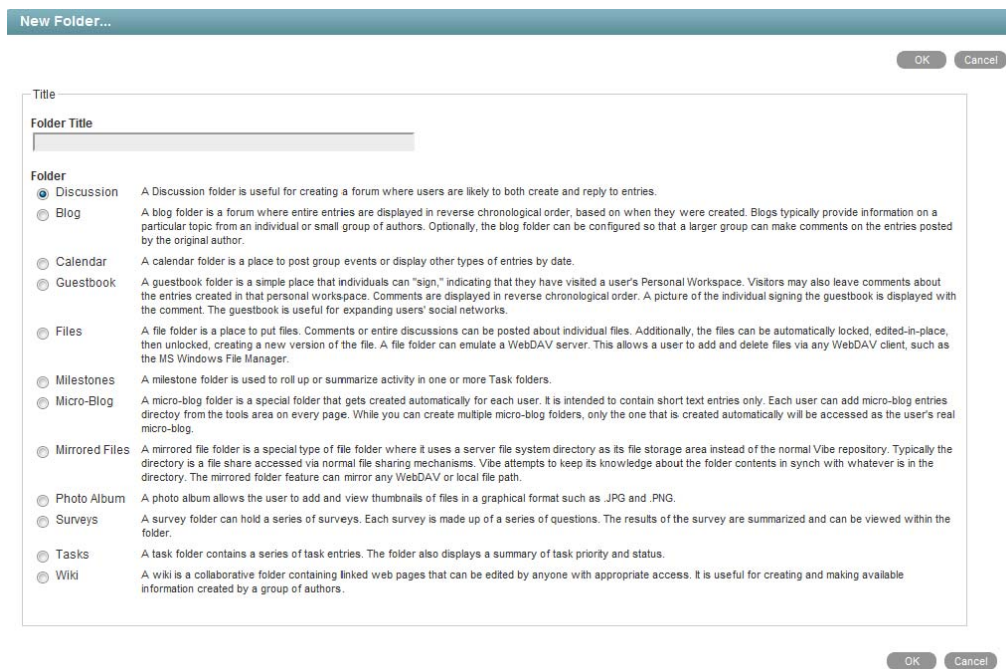 New Folder...
OK Cancel
Title
Folder Title
Folder
Discussion A Discussion folder is useful for creating a forum where users are likely to both create and reply to entries.
Blog A blog folder is a forum where entire entries are displayed in reverse chronological order, based on when they were created. Blogs typically provide information on a
particular topic from an individual or small group of authors. Optionally, the blog folder can be configured so that a larger group can make comments on the entries posted
by the original author.
Calendar A calendar folder is a place to post group events or display other types of entries by date.
Guestbook A guestbook folder is a simple place that individuals can "sign," indicating that they have visited a user's Personal Workspace. Visitors may also leave comments about
the entries created in that personal workspace. Comments are displayed in reverse chronological order. A picture of the individual signing the guestbook is displayed with
the comment. The guestbook is useful for expanding users' social networks.
Files A file folder is a place to put files. Comments or entire discussions can be posted about individual files. Additionally, the files can be automatically locked, edited-in-place,
then unlocked, creating a new version of the file. A file folder can emulate a WebDAV server. This allows a user to add and delete files via any WebDAV client, such as
the MS Windows File Manager.
Milestones A milestone folder is used to roll up or summarize activity in one or more Task folders.
Micro-Blog A micro-blog folder is a special folder that gets created automatically for each user. It is intended to contain short text entries only. Each user can add micro-blog entries
directoy from the tools area on every page. While you can create multiple micro-blog folders, only the one that is created automatically will be accessed as the user's real
micro-blog.
Mirrored Files A mirrored file folder is a special type of file folder where it uses a server file system directory as its file storage area instead of the normal Vibe repository. Typically the
directory is a file share accessed via normal file sharing mechanisms. Vibe attempts to keep its knowledge about the folder contents in synch with whatever is in the
directory. The mirrored folder feature can mirror any WebDAV or local file path.
Photo Album A photo album allows the user to add and view thumbnails of files in a graphical format such as .JPG and .PNG.
Surveys A survey folder can hold a series of surveys. Each survey is made up of a series of questions. The results of the survey are summarized and can be viewed within the
folder.
Tasks A task folder contains a series of task entries. The folder also displays a summary of task priority and status.
Wiki A wiki is a collaborative folder containing linked web pages that can be edited by anyone with appropriate access. It is useful for creating and making available
information created by a group of authors.
OK Cancel